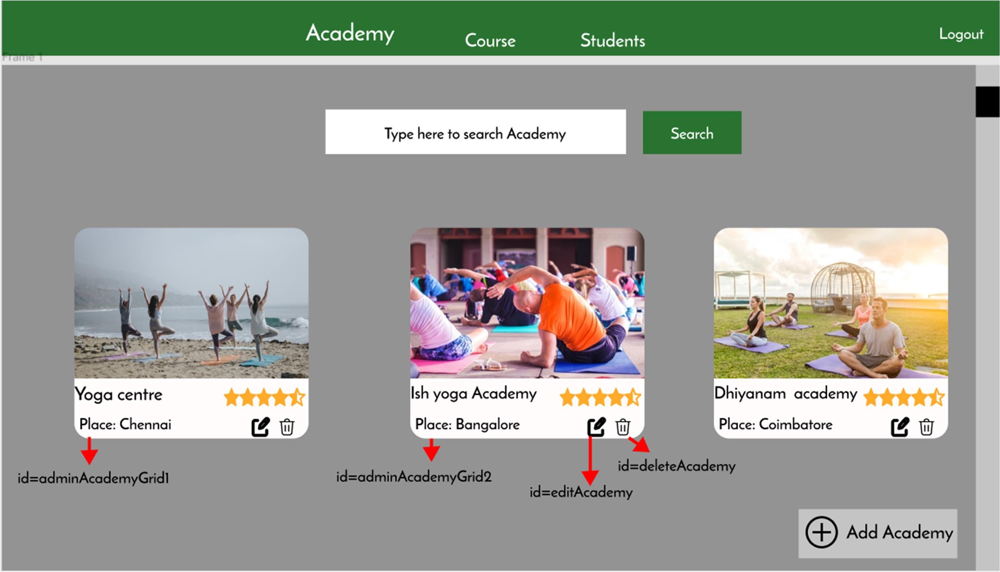 Academy
Course
Students
Logout
Frame 1
Type here to search Academy
Search
Yoga centre
Place: Chennai
Ish yoga Academy
Place: Bangalore
Dhiyanam academy
Place: Coimbatore
id=adminAcademyGrid1
id=adminAcademyGrid2
id=deleteAcademy
id=editAcademy
Add Academy